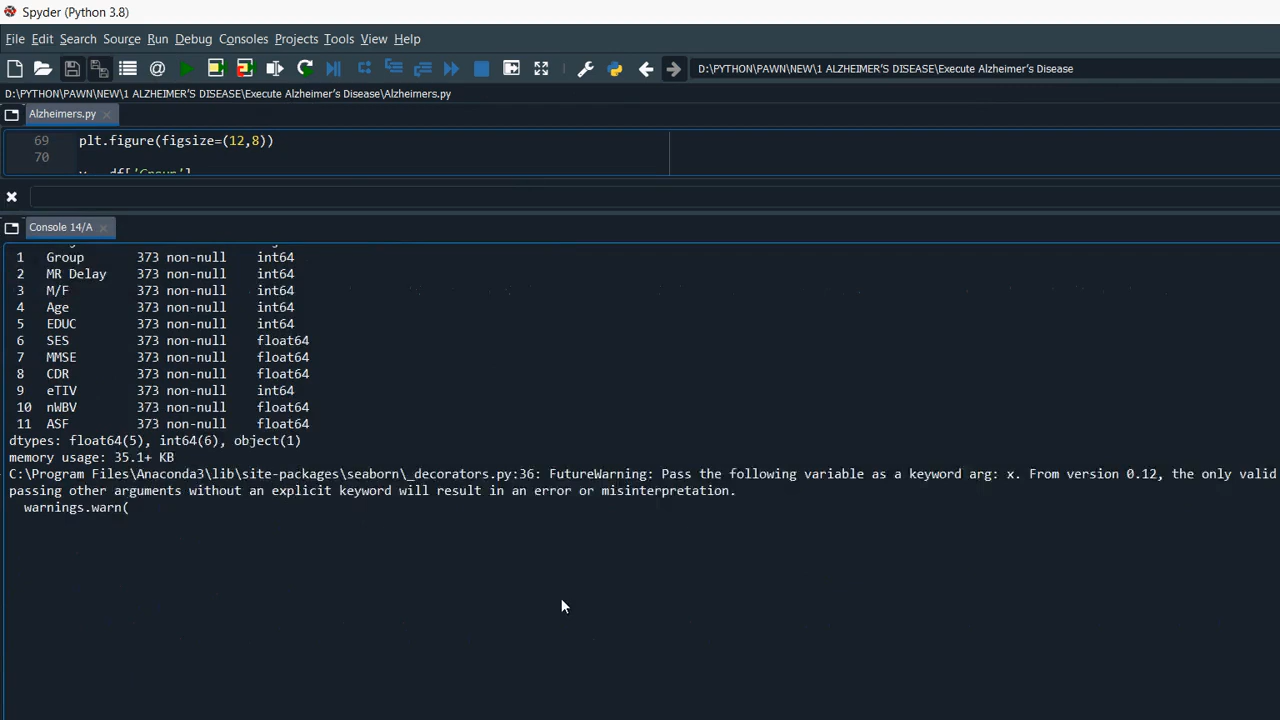 Spyder (Python 3.8)
File Edit Search Source Run Debug Consoles Projects Tools View Help
D:\PYTHON\PAWN\NEW\1 ALZHEIMER'S DISEASE\Execute Alzheimer's Disease
D:\PYTHON\PAWN\NEW\1 ALZHEIMER'S DISEASE\Execute Alzheimer's Disease\Alzheimers.py
Alzheimers.py
69 plt.figure(figsize=(12,8))
70
Console 14/A
1 Group 373 non-null int64
2 MR Delay 373 non-null int64
3 M/F 373 non-null int64
4 Age 373 non-null int64
5 EDUC 373 non-null int64
6 SES 373 non-null float64
7 MMSE 373 non-null float64
8 CDR 373 non-null float64
9 eTIV 373 non-null int64
10 nWBV 373 non-null float64
11 ASF 373 non-null float64
dtypes: float64(5), int64(6), object(1)
memory usage: 35.1+ KB
C:\Program Files\Anaconda3\lib\site-packages\seaborn\_decorators.py:36: FutureWarning: Pass the following variable as a keyword arg: x. From version 0.12, the only valid
passing other arguments without an explicit keyword will result in an error or misinterpretation.
warnings.warn(